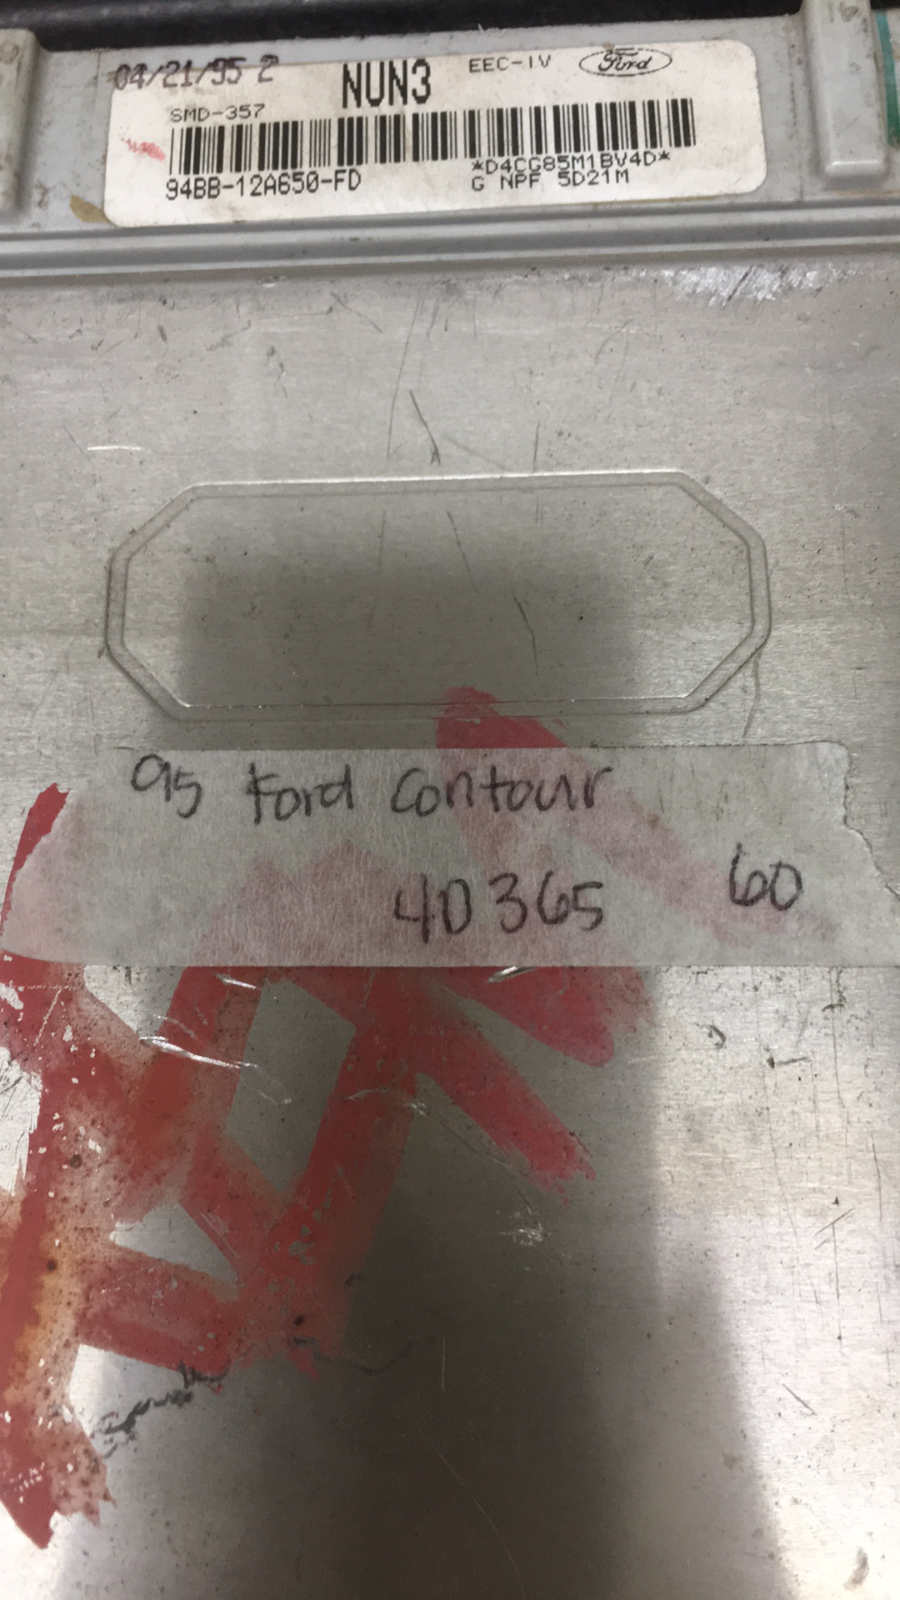 04/21/95 2
NUN3
EEC-IV
Ford
SMD-357
94BB-12A650-FD
*D4CG85M1BV4D*
G NPF 5D21M
95 Ford Contour
40365 60